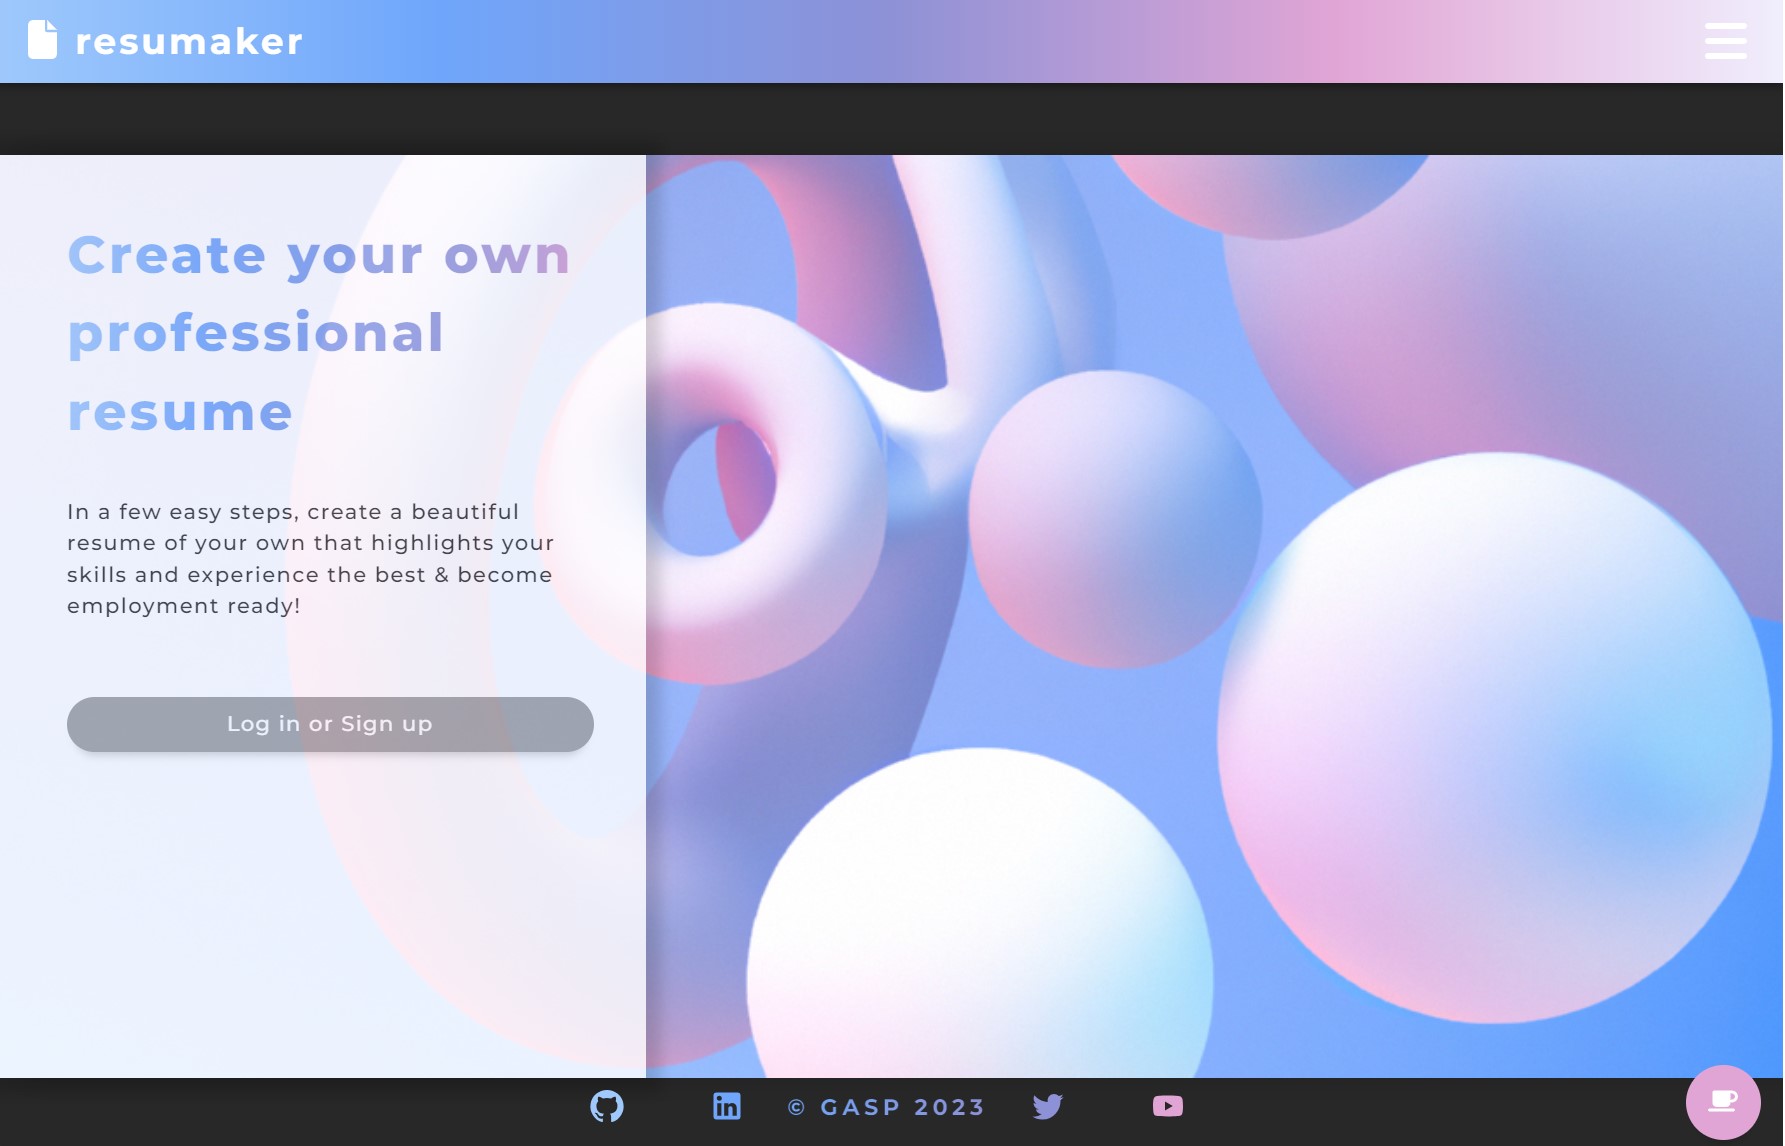 resumaker
Create your own
professional
resume
In a few easy steps, create a beautiful
resume of your own that highlights your
skills and experience the best & become
employment ready!
Log in or Sign up
© GASP 2023